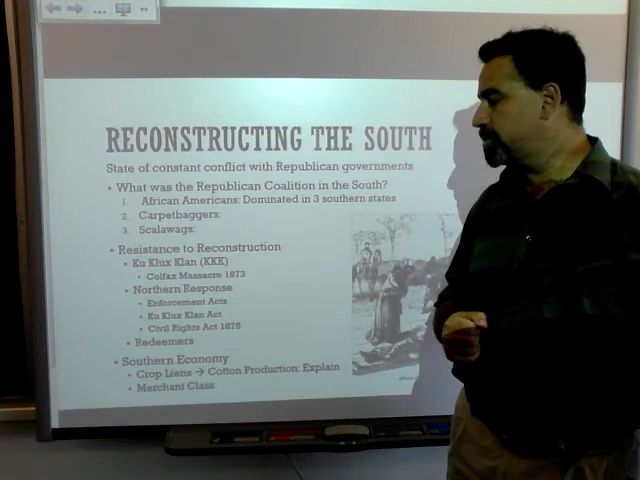 RECONSTRUCTING THE SOUTH
State of constant conflict with Republican governments
• What was the Republican Coalition in the South?
1. African Americans: Dominated in 3 southern states
2. Carpetbaggers:
3. Scalawags:
• Resistance to Reconstruction
• Ku Klux Klan (KKK)
• Colfax Massacre 1873
• Northern Response
• Enforcement Acts
• Ku Klux Klan Act
• Civil Rights Act 1875
• Redeemers
• Southern Economy
• Crop Liens → Cotton Production: Explain
• Merchant Class